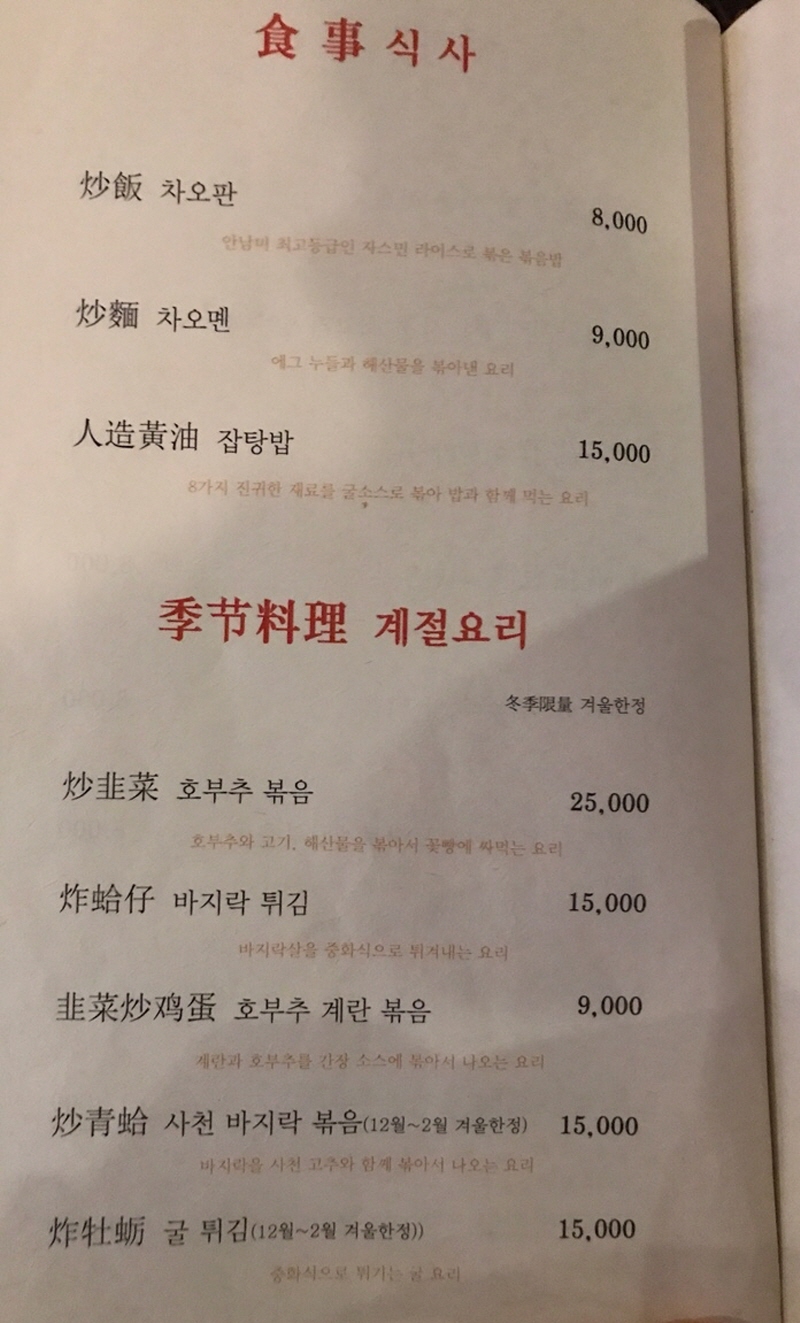 食事 식사
炒飯 차오판
8,000
안남미 최고등급인 쟈스민 라이스로 볶은 볶음밥
炒麵 차오몐
9,000
에그 누들과 해산물을 볶아낸 요리
人造黃油 잡탕밥
15,000
8가지 진귀한 재료를 굴소스로 볶아 밥과 함께 먹는 요리
季节料理 계절요리
冬季限量 겨울한정
炒韭菜 호부추 볶음
25,000
호부추와 고기, 해산물을 볶아서 꽃빵에 싸먹는 요리
炸蛤仔 바지락 튀김
15,000
바지락살을 중화식으로 튀겨내는 요리
韭菜炒鸡蛋 호부추 계란 볶음
9,000
계란과 호부추를 간장 소스에 볶아서 나오는 요리
炒青蛤 사천 바지락 볶음(12월~2월 겨울한정) 15,000
바지락을 사천 고추와 함께 볶아서 나오는 요리
炸牡蛎 굴 튀김(12월~2월 겨울한정)) 15,000
중화식으로 튀기는 굴 요리